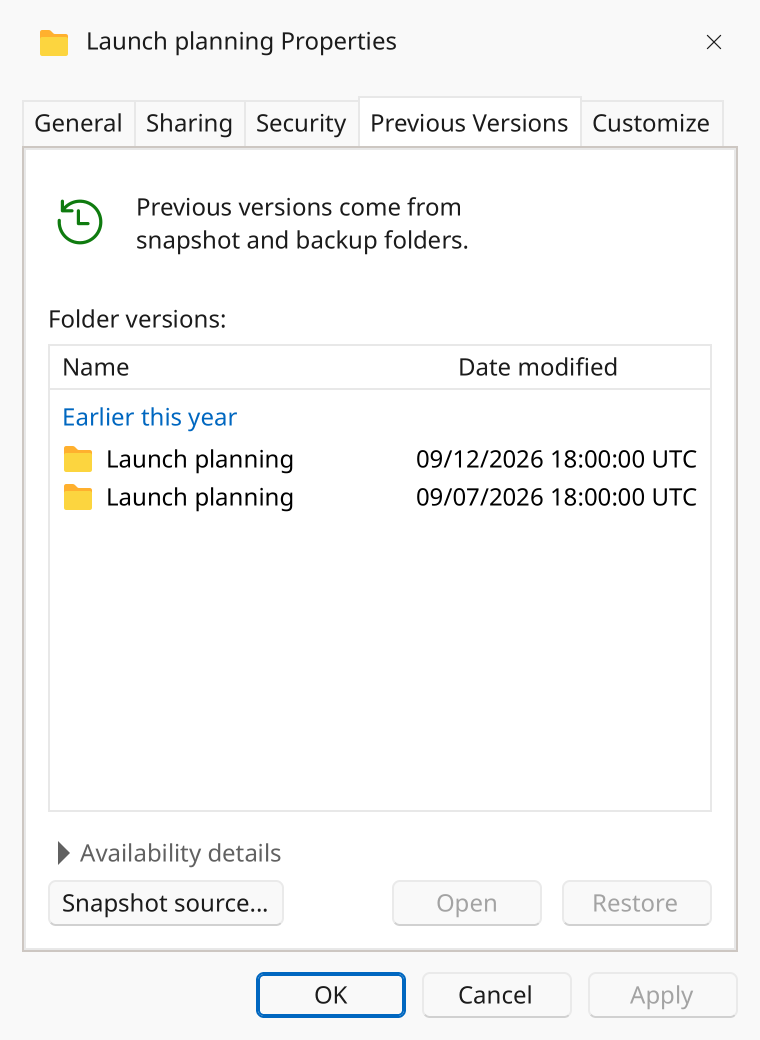 Launch planning Properties
General Sharing Security Previous Versions Customize
Previous versions come from
snapshot and backup folders.
Folder versions:
Name Date modified
Earlier this year
Launch planning 09/12/2026 18:00:00 UTC
Launch planning 09/07/2026 18:00:00 UTC
Availability details
Snapshot source... Open Restore
OK Cancel Apply